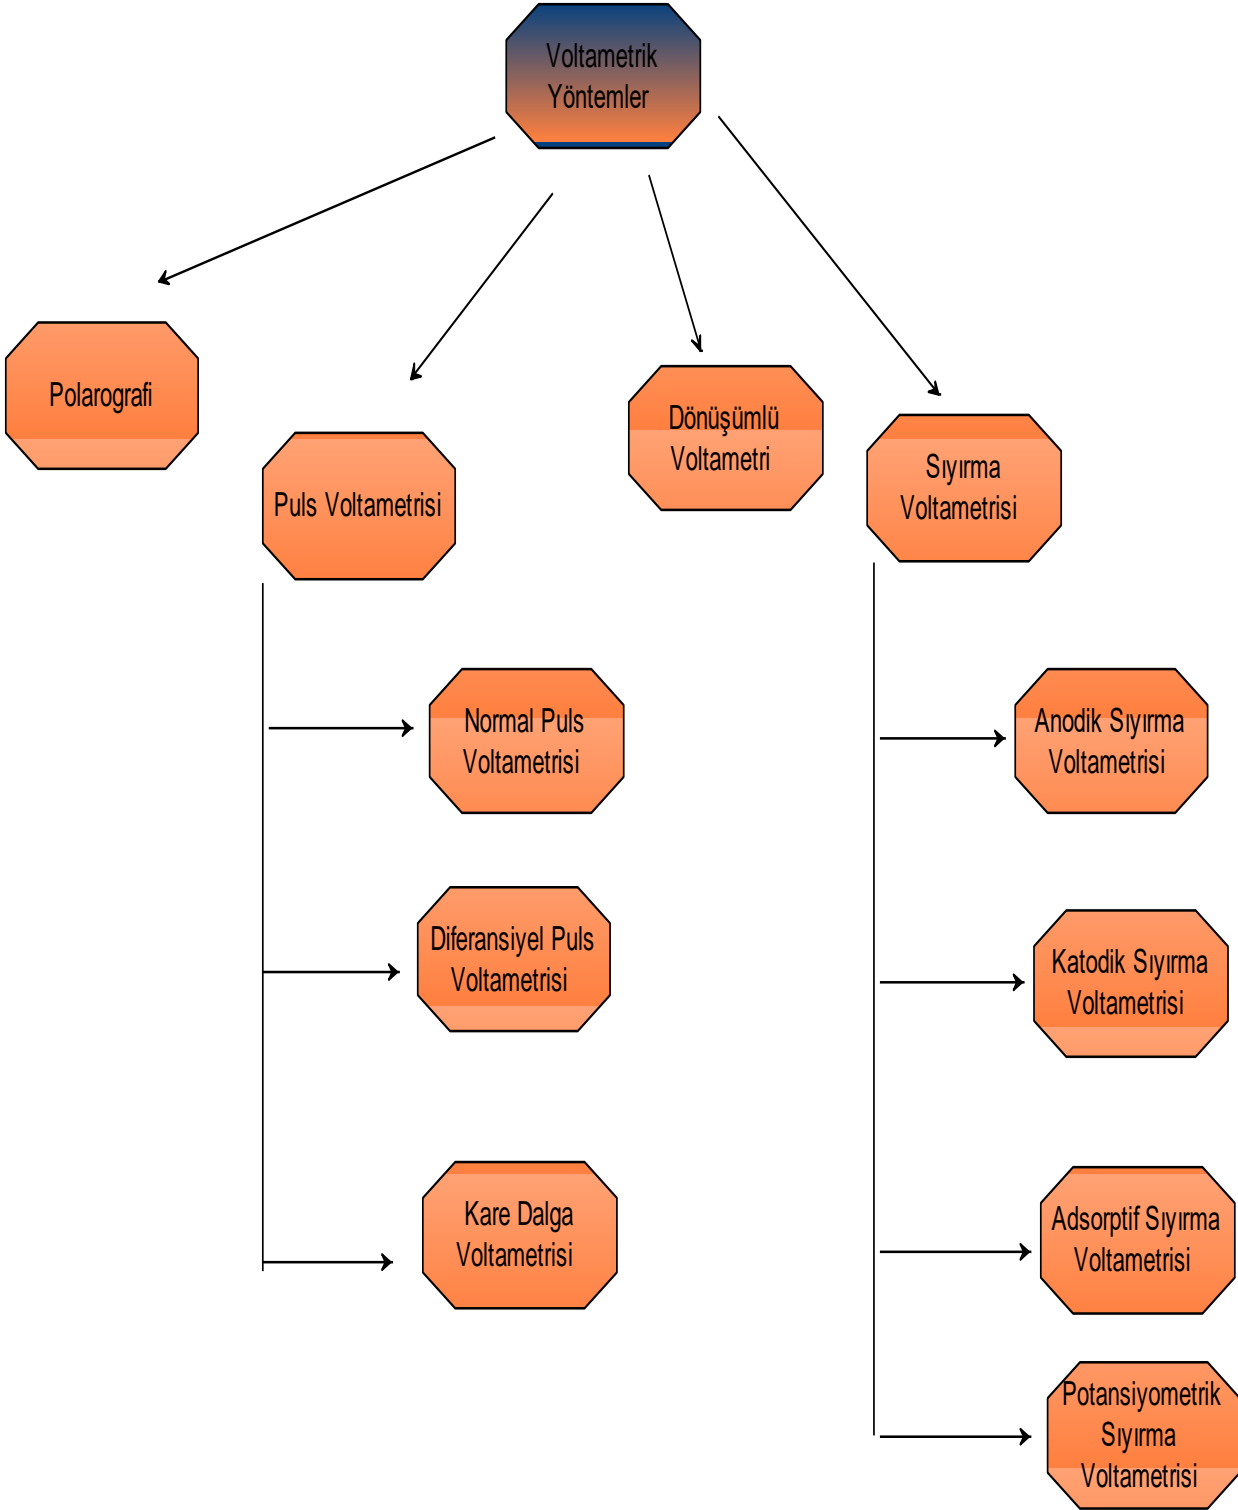 Voltametrik
Yöntemler
Polarografi
Puls Voltametrisi
Dönüşümlü
Voltametri
Sıyırma
Voltametrisi
Normal Puls
Voltametrisi
Diferansiyel Puls
Voltametrisi
Kare Dalga
Voltametrisi
Anodik Sıyırma
Voltametrisi
Katodik Sıyırma
Voltametrisi
Adsorptif Sıyırma
Voltametrisi
Potansiyometrik
Sıyırma
Voltametrisi